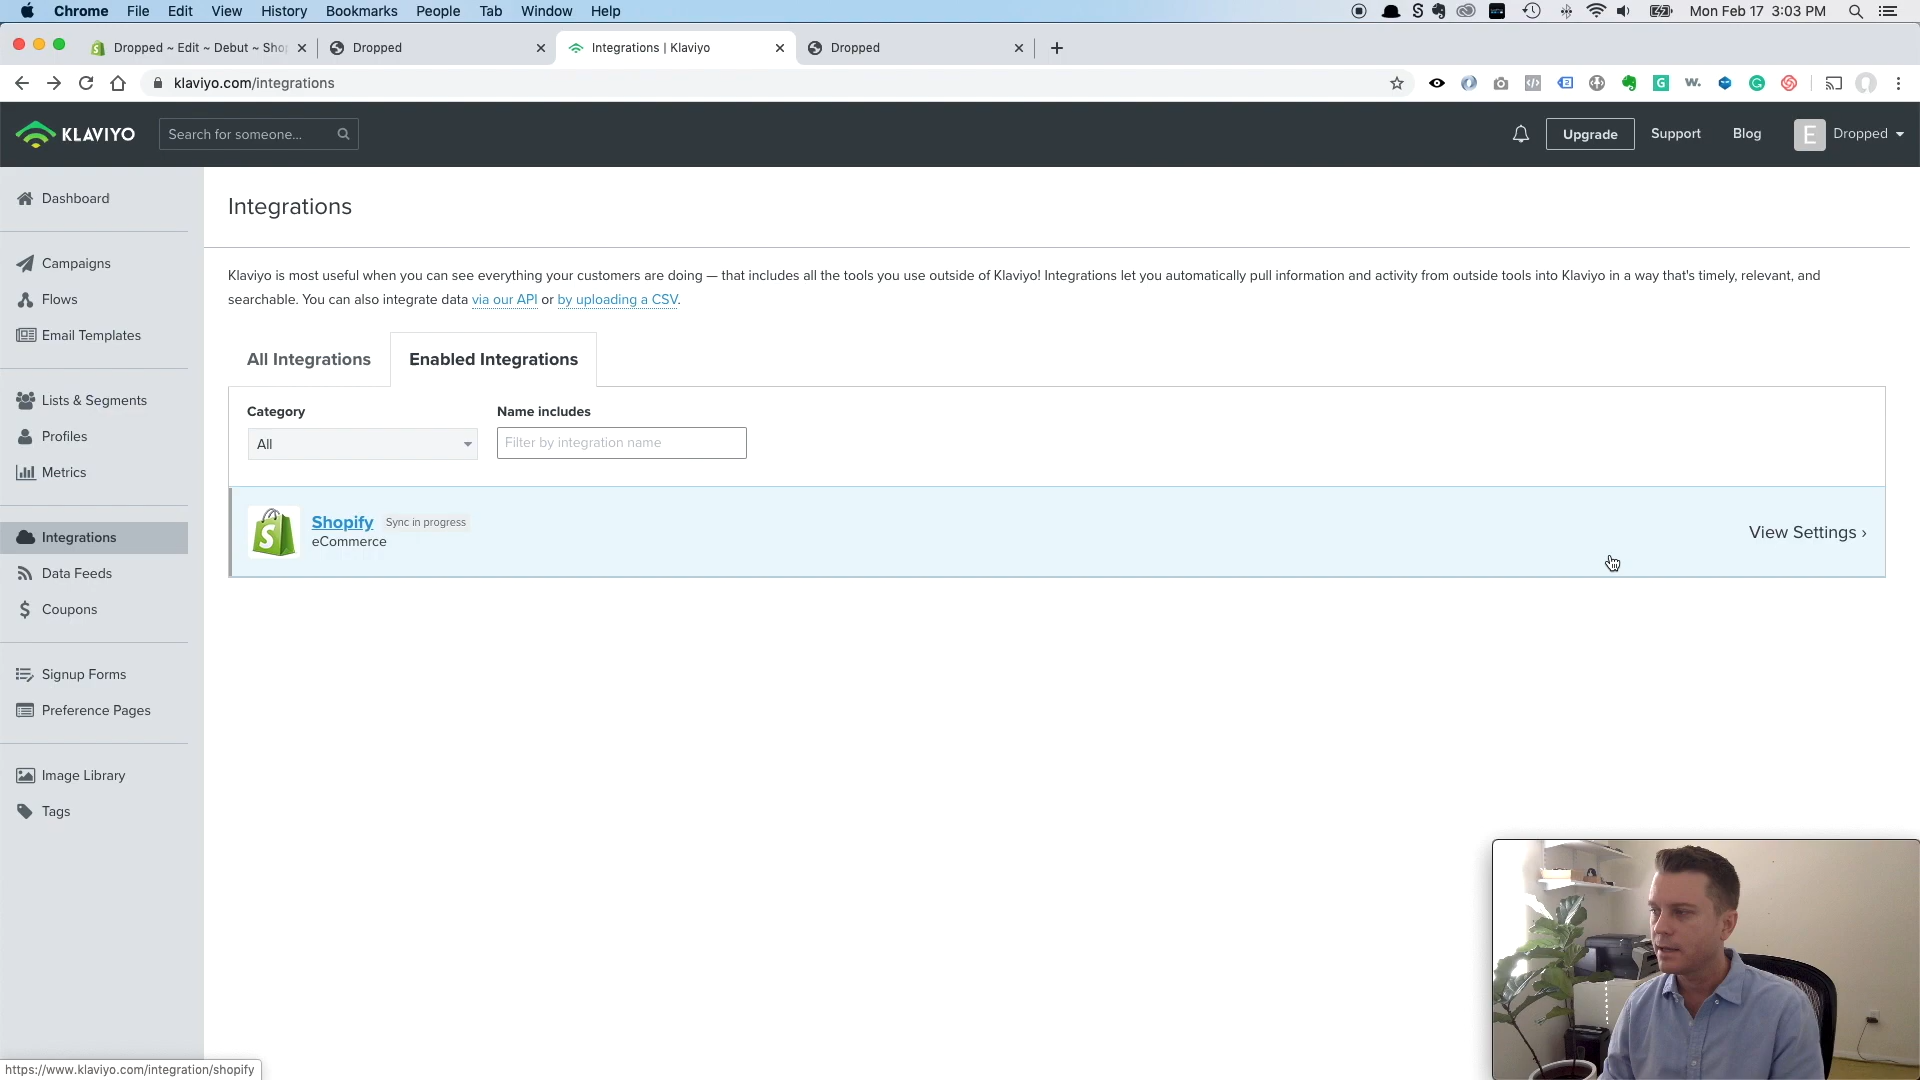 Chrome File Edit View History Bookmarks People Tab Window Help
Mon Feb 17 3:03 PM
Dropped ~ Edit ~ Debut ~ Sho
Dropped
Integrations | Klaviyo
Dropped
klaviyo.com/integrations
KLAVIYO
Search for someone...
Upgrade
Support
Blog
E
Dropped
Dashboard
Campaigns
Flows
Email Templates
Lists & Segments
Profiles
Metrics
Integrations
Data Feeds
Coupons
Signup Forms
Preference Pages
Image Library
Tags
Integrations
Klaviyo is most useful when you can see everything your customers are doing — that includes all the tools you use outside of Klaviyo! Integrations let you automatically pull information and activity from outside tools into Klaviyo in a way that's timely, relevant, and
searchable. You can also integrate data via our API or by uploading a CSV.
All Integrations
Enabled Integrations
Category
Name includes
All
Filter by integration name
Shopify Sync in progress
eCommerce
View Settings ›
https://www.klaviyo.com/integration/shopify